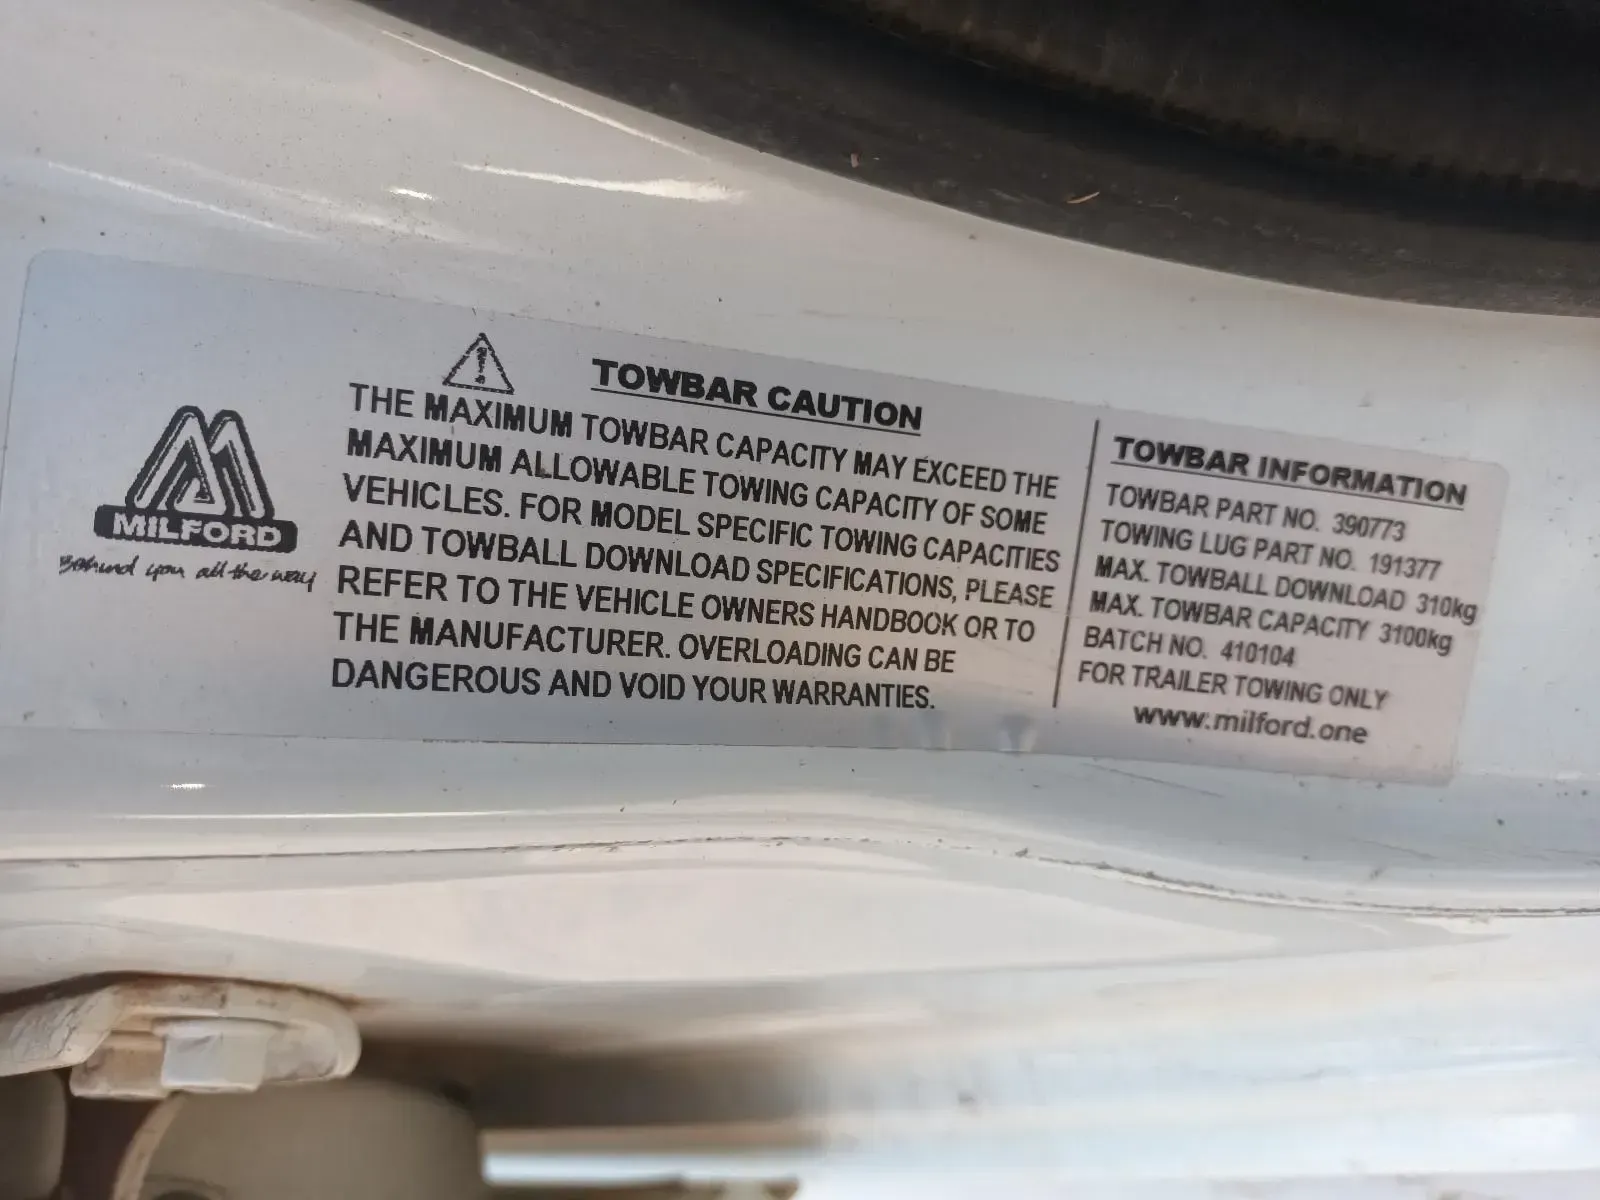 MILFORD
Behind you all the way
TOWBAR CAUTION
THE MAXIMUM TOWBAR CAPACITY MAY EXCEED THE
MAXIMUM ALLOWABLE TOWING CAPACITY OF SOME
VEHICLES. FOR MODEL SPECIFIC TOWING CAPACITIES
AND TOWBALL DOWNLOAD SPECIFICATIONS, PLEASE
REFER TO THE VEHICLE OWNERS HANDBOOK OR TO
THE MANUFACTURER. OVERLOADING CAN BE
DANGEROUS AND VOID YOUR WARRANTIES.
TOWBAR INFORMATION
TOWBAR PART NO. 390773
TOWING LUG PART NO. 191377
MAX. TOWBALL DOWNLOAD 310kg
MAX. TOWBAR CAPACITY 3100kg
BATCH NO. 410104
FOR TRAILER TOWING ONLY
www.milford.one